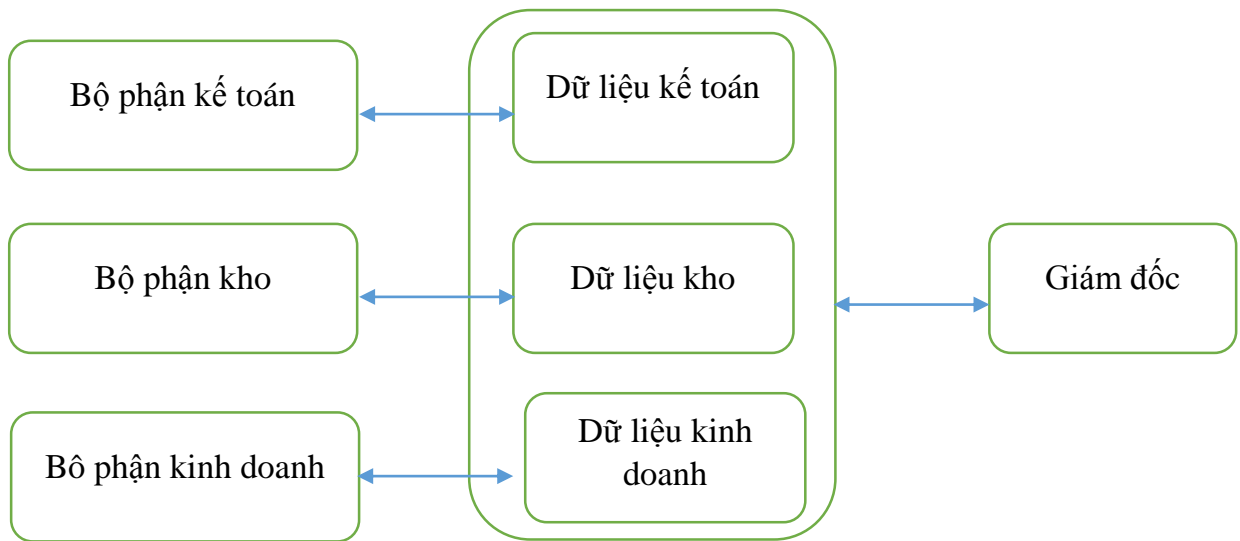 Bộ phận kế toán
Dữ liệu kế toán
Bộ phận kho
Dữ liệu kho
Giám đốc
Bô phận kinh doanh
Dữ liệu kinh
doanh